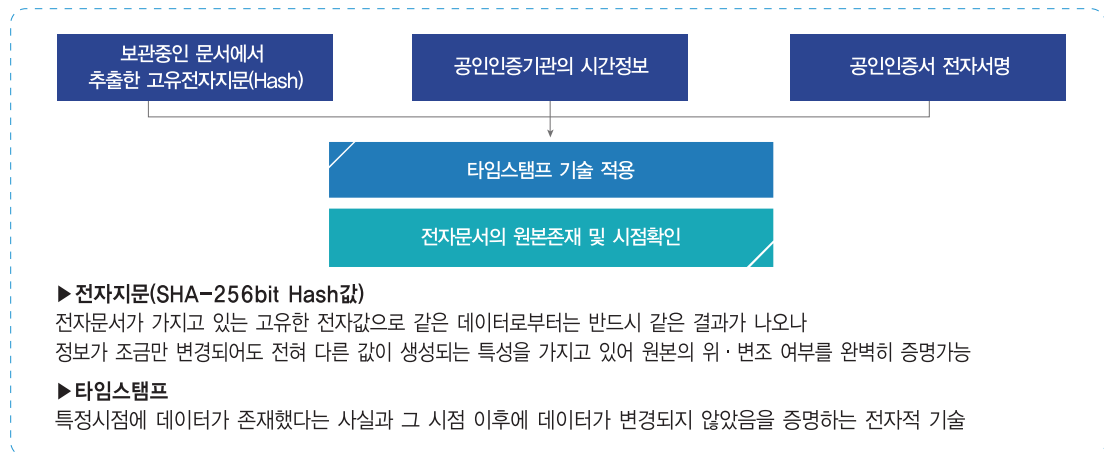 보관중인 문서에서
추출한 고유전자지문(Hash)
공인인증기관의 시간정보
공인인증서 전자서명
타임스탬프 기술 적용
전자문서의 원본존재 및 시점확인
▶전자지문(SHA-256bit Hash값)
전자문서가 가지고 있는 고유한 전자값으로 같은 데이터로부터는 반드시 같은 결과가 나오나
정보가 조금만 변경되어도 전혀 다른 값이 생성되는 특성을 가지고 있어 원본의 위·변조 여부를 완벽히 증명가능
▶타임스탬프
특정시점에 데이터가 존재했다는 사실과 그 시점 이후에 데이터가 변경되지 않았음을 증명하는 전자적 기술